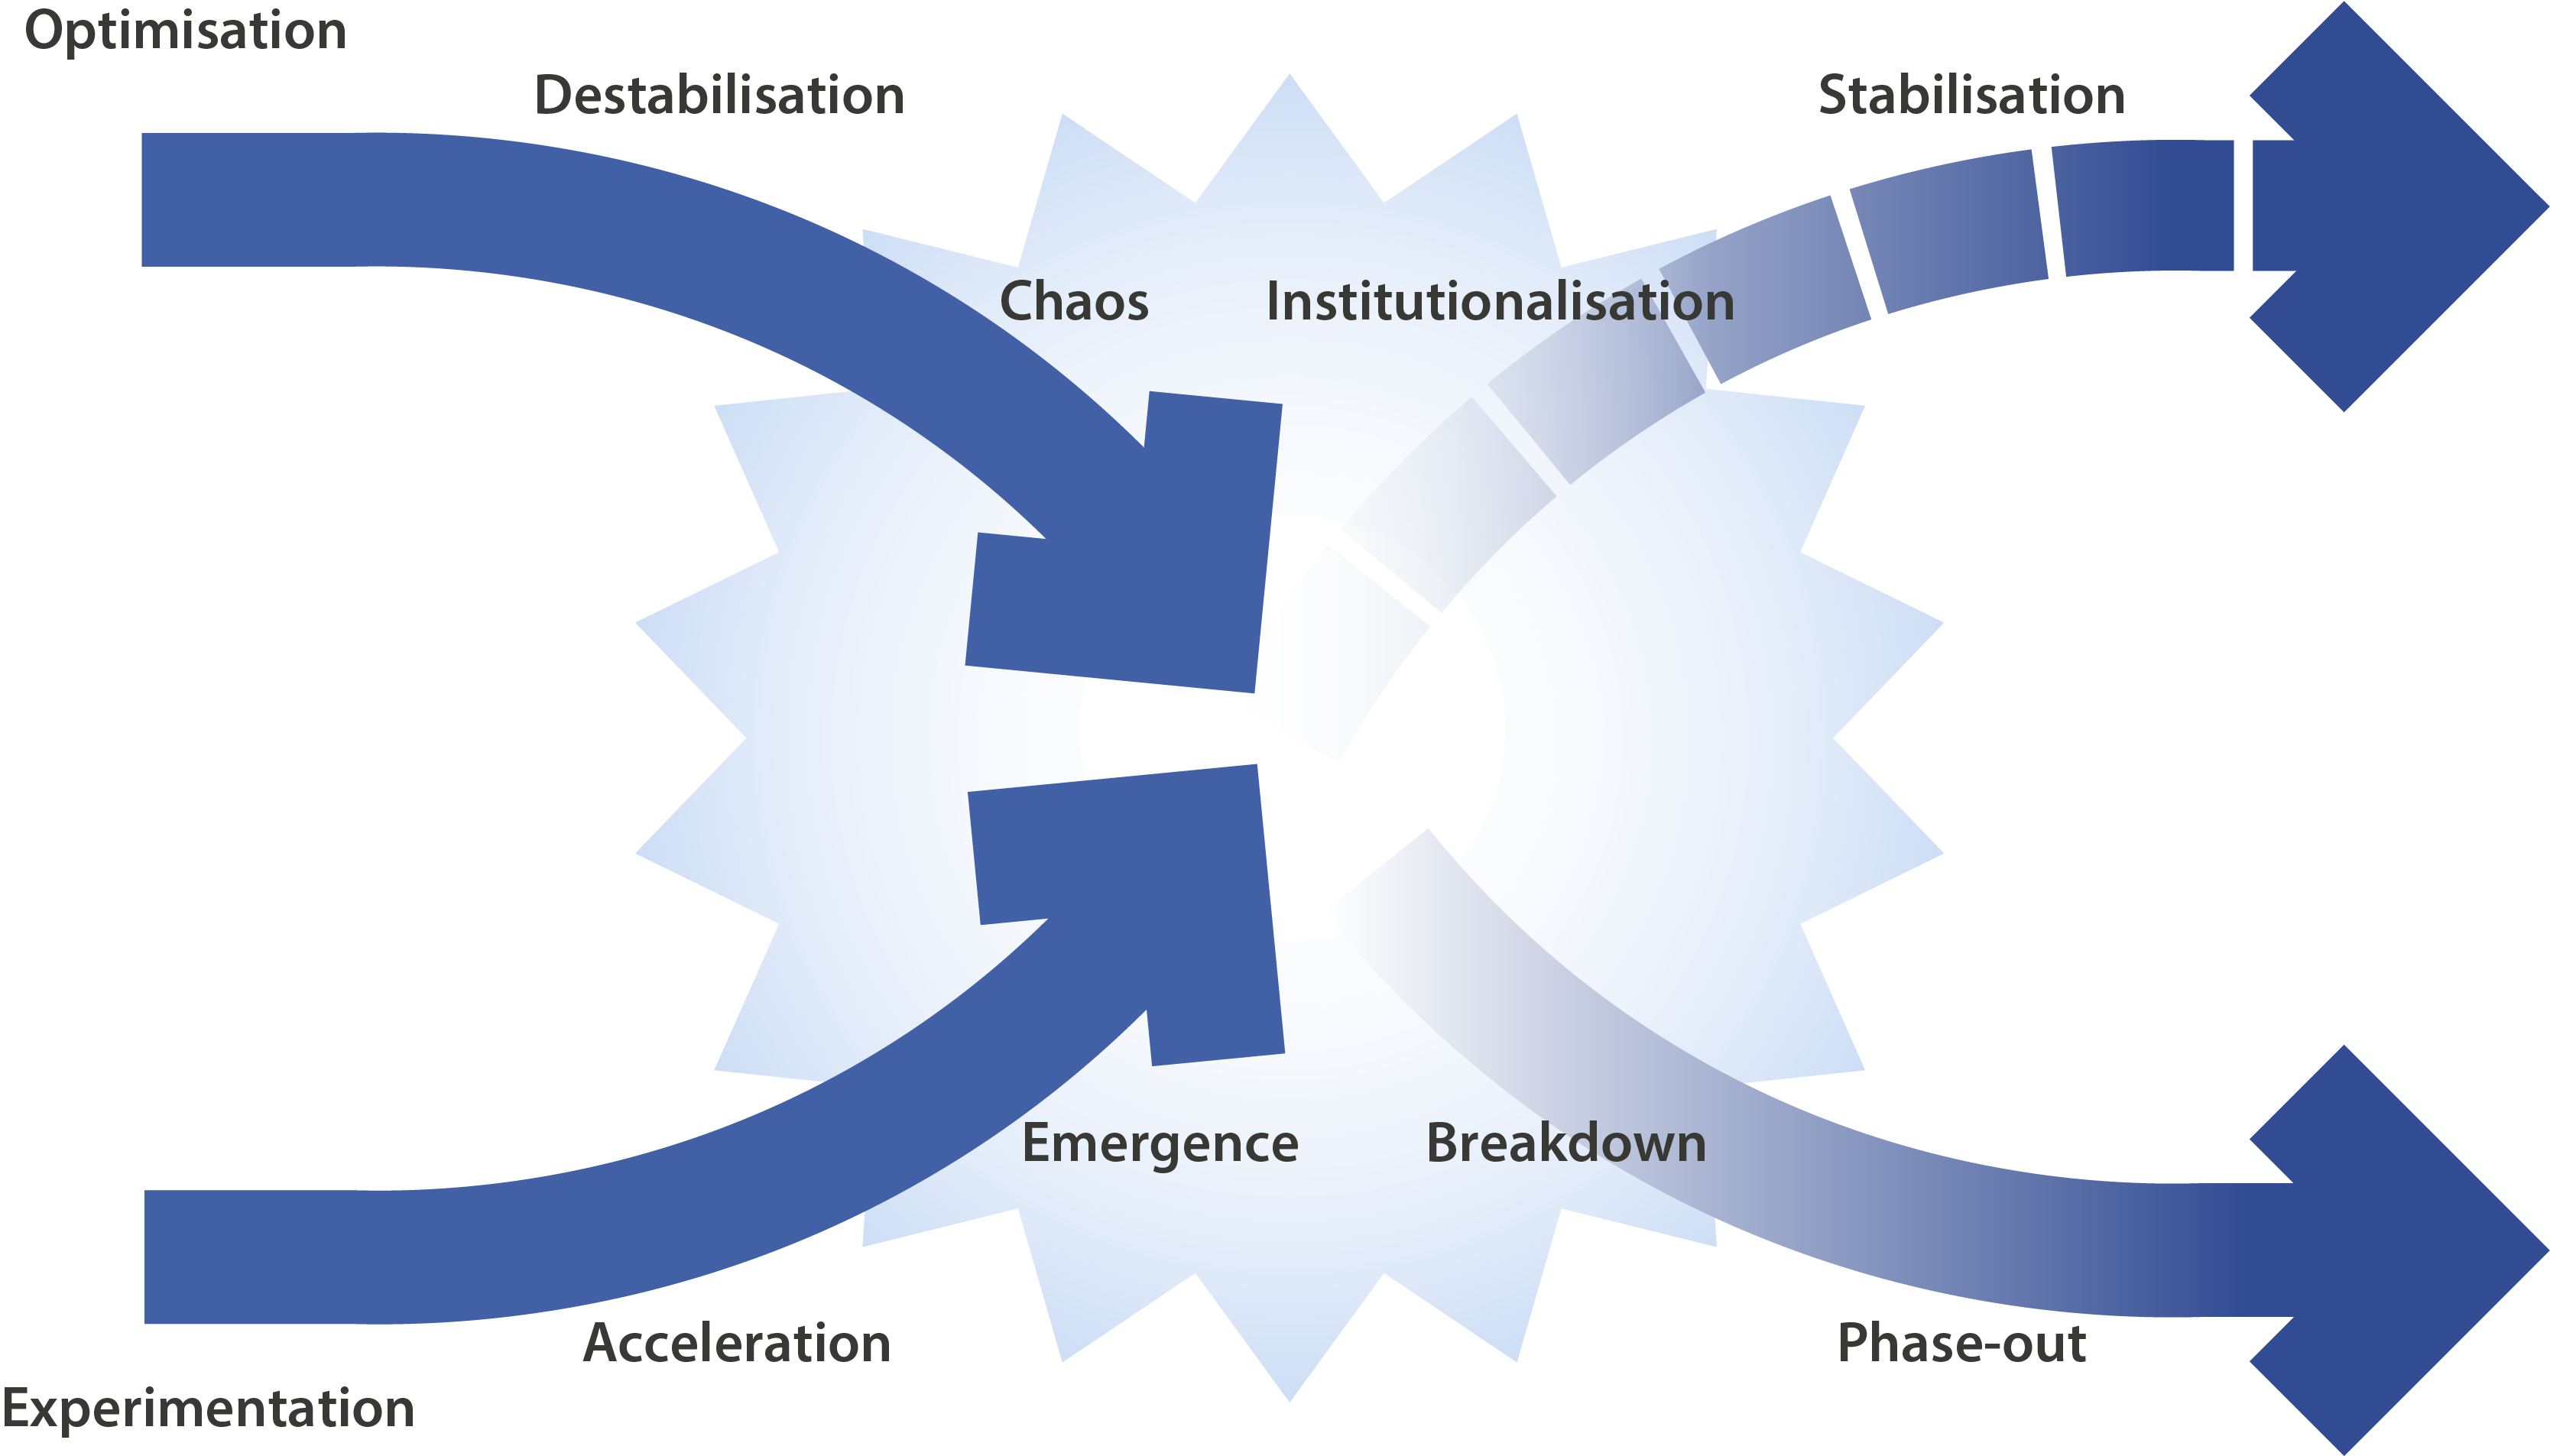 Optimisation
Destabilisation
Stabilisation
Chaos
Institutionalisation
Emergence
Breakdown
Acceleration
Phase-out
Experimentation